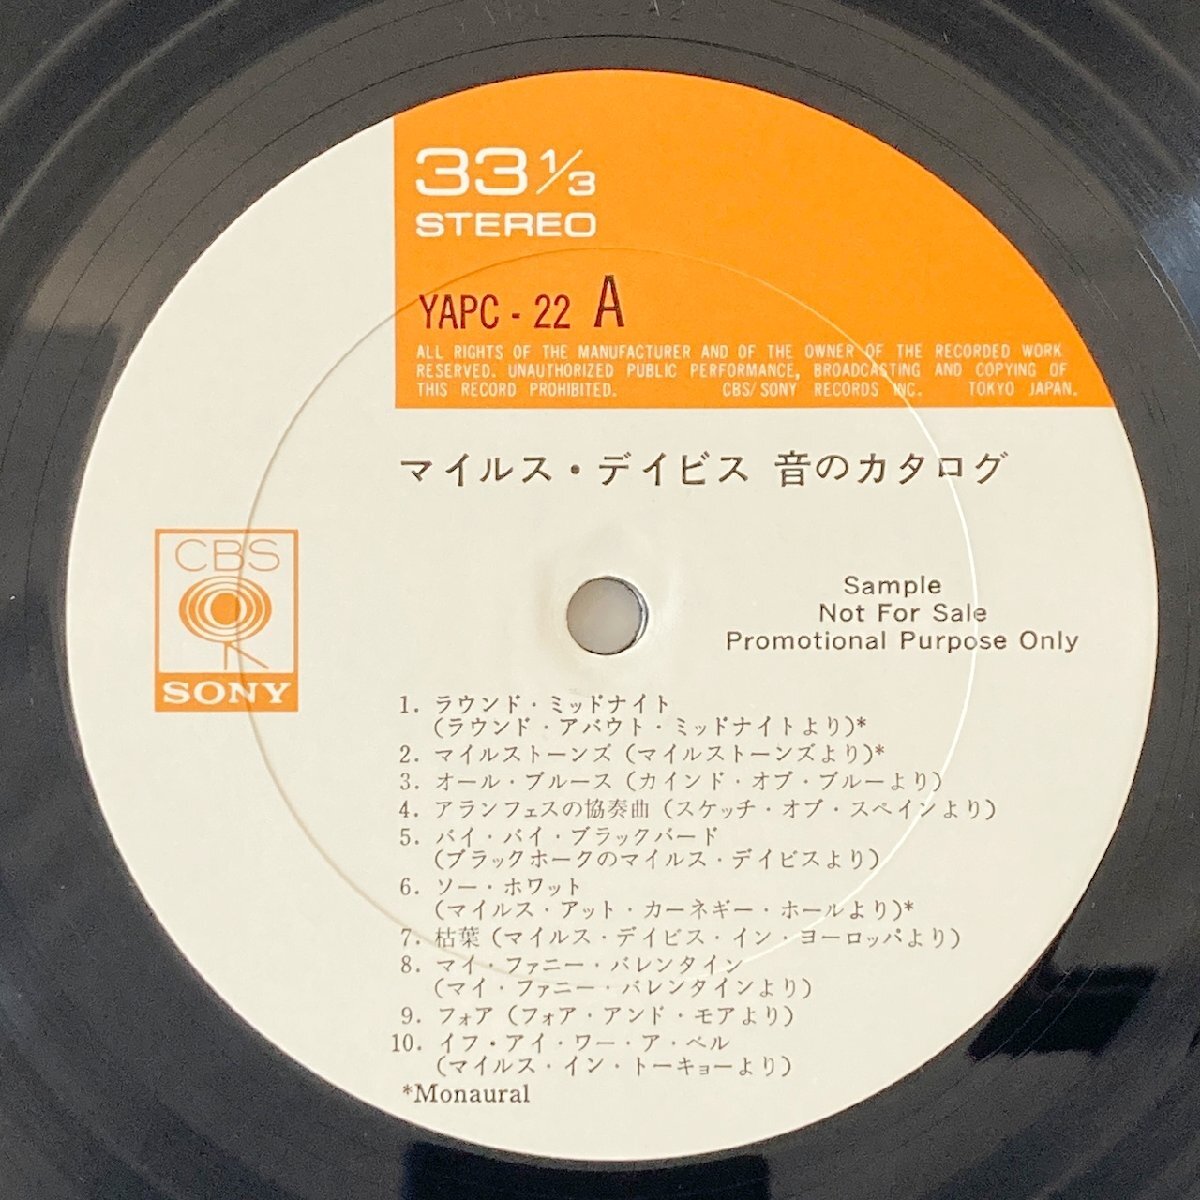 33 1/3
STEREO
YAPC - 22 A
ALL RIGHTS OF THE MANUFACTURER AND OF THE OWNER OF THE RECORDED WORK
RESERVED. UNAUTHORIZED PUBLIC PERFORMANCE, BROADCASTING AND COPYING OF
THIS RECORD PROHIBITED. CBS/SONY RECORDS INC. TOKYO JAPAN.
マイルス・デイビス 音のカタログ
CBS
SONY
Sample
Not For Sale
Promotional Purpose Only
1. ラウンド・ミッドナイト
(ラウンド・アバウト・ミッドナイトより)*
2. マイルストーンズ (マイルストーンズより)*
3. オール・ブルース (カインド・オブ・ブルーより)
4. アランフェスの協奏曲 (スケッチ・オブ・スペインより)
5. バイ・バイ・ブラックバード
(ブラックホークのマイルス・デイビスより)
6. ソー・ホワット
(マイルス・アット・カーネギー・ホールより)*
7. 枯葉 (マイルス・デイビス・イン・ヨーロッパより)
8. マイ・ファニー・バレンタイン
(マイ・ファニー・バレンタインより)
9. フォア (フォア・アンド・モアより)
10. イフ・アイ・ワー・ア・ベル
(マイルス・イン・トーキョーより)
*Monaural